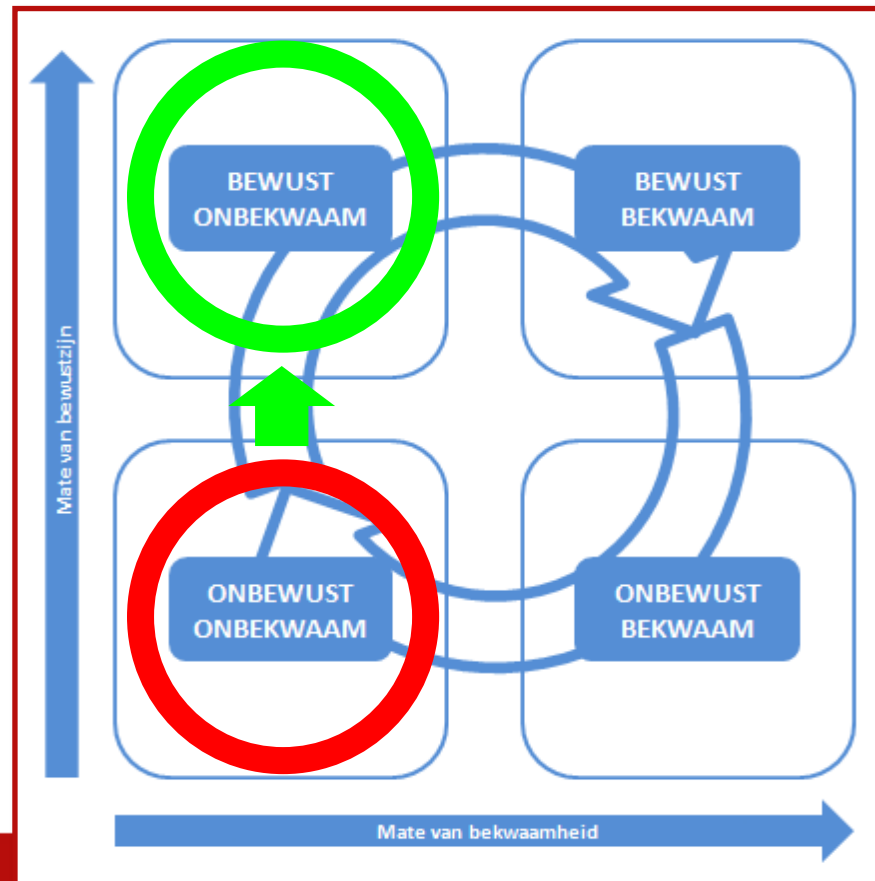 BEWUST
ONBEKWAAM
BEWUST
BEKWAAM
Mate van bewustzijn
ONBEWUST
ONBEKWAAM
ONBEWUST
BEKWAAM
Mate van bekwaamheid